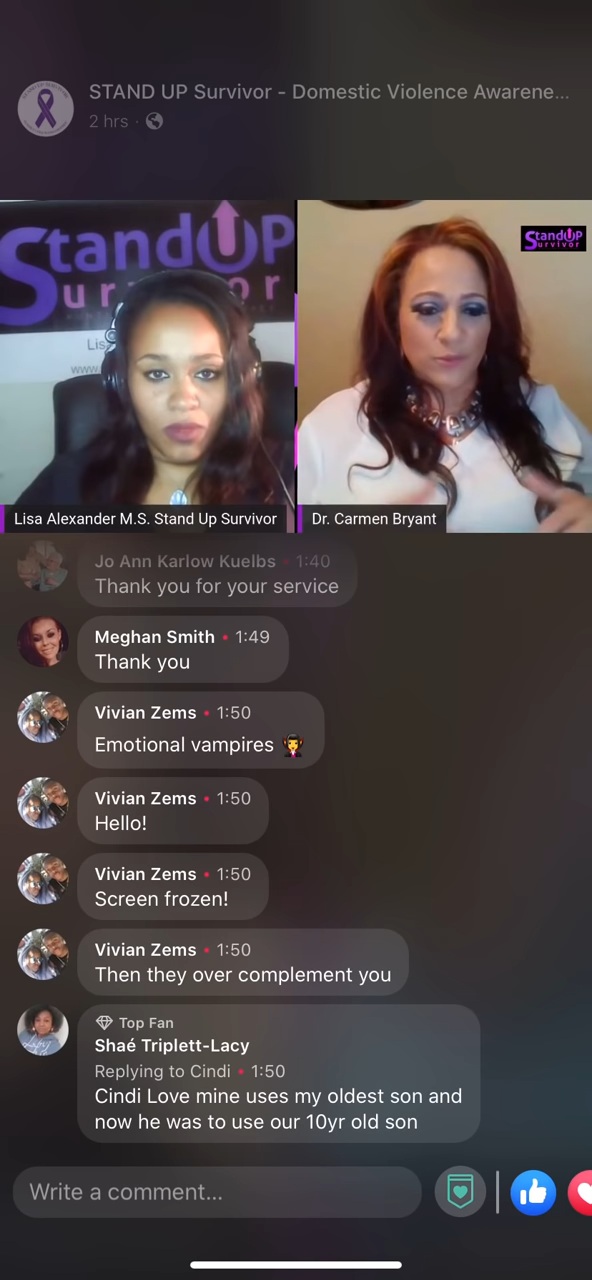 STAND UP Survivor - Domestic Violence Awarene...
2 hrs ·
StandUP
Survivor
Lis
www.
StandUP
Survivor
Lisa Alexander M.S. Stand Up Survivor
Dr. Carmen Bryant
Jo Ann Karlow Kuelbs • 1:40
Thank you for your service
Meghan Smith • 1:49
Thank you
Vivian Zems • 1:50
Emotional vampires 🧛‍♀️
Vivian Zems • 1:50
Hello!
Vivian Zems • 1:50
Screen frozen!
Vivian Zems • 1:50
Then they over complement you
Top Fan
Shaé Triplett-Lacy
Replying to Cindi • 1:50
Cindi Love mine uses my oldest son and
now he was to use our 10yr old son
Write a comment...